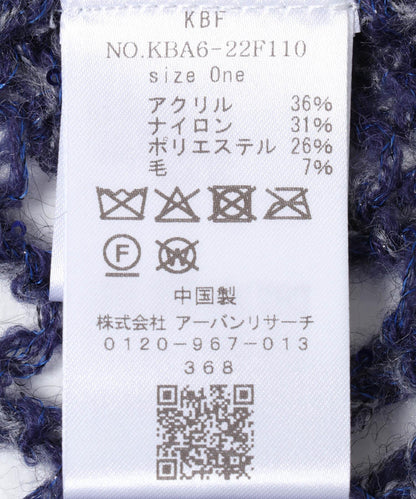 KBF
NO.KBA6-22F110
size One
アクリル 36%
ナイロン 31%
ポリエステル 26%
毛 7%
F W
中国製
株式会社 アーバンリサーチ
0120-967-013
368